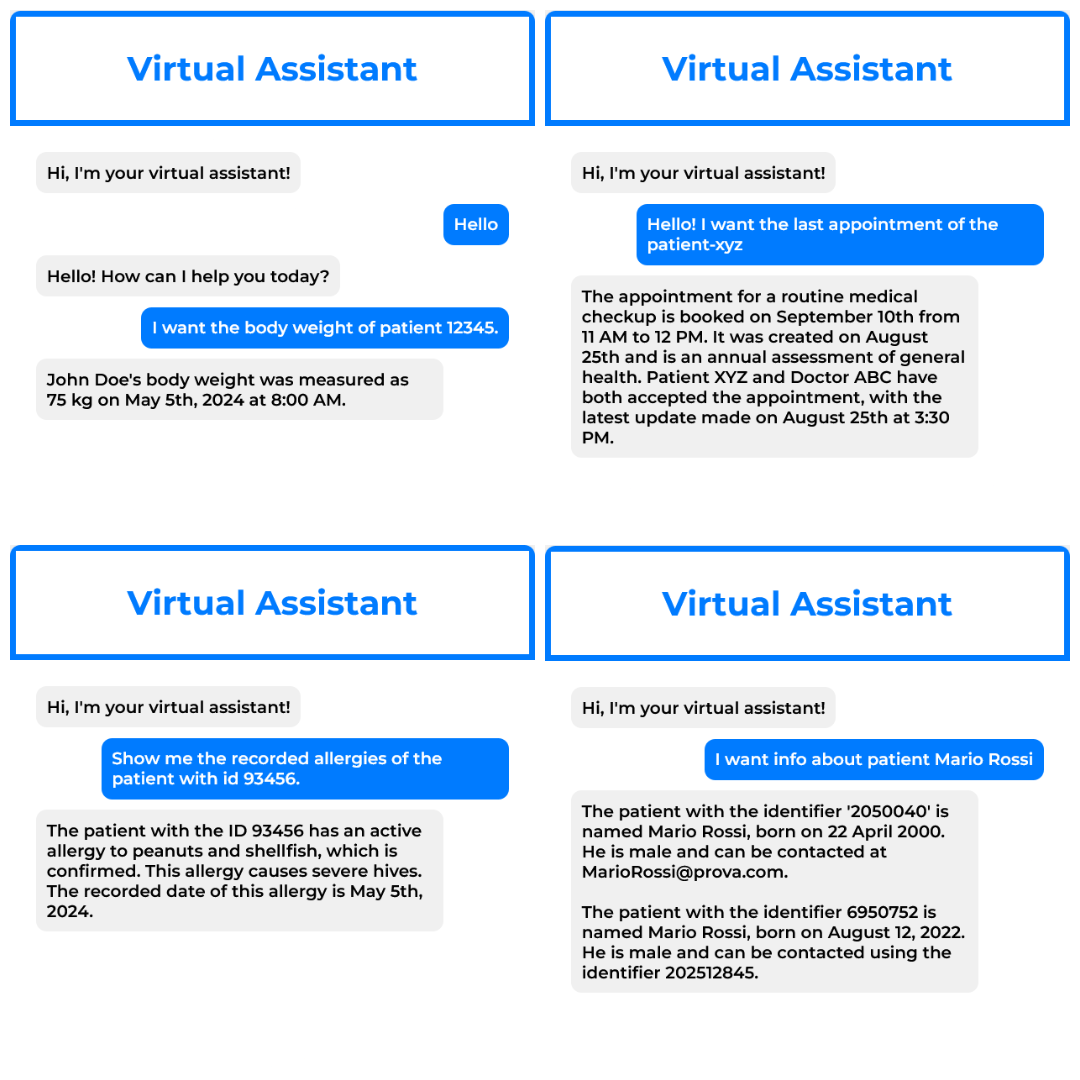 Virtual Assistant
Hi, I'm your virtual assistant!
Hello
Hello! How can I help you today?
I want the body weight of patient 12345.
John Doe's body weight was measured as
75 kg on May 5th, 2024 at 8:00 AM.
Virtual Assistant
Hi, I'm your virtual assistant!
Hello! I want the last appointment of the
patient-xyz
The appointment for a routine medical
checkup is booked on September 10th from
11 AM to 12 PM. It was created on August
25th and is an annual assessment of general
health. Patient XYZ and Doctor ABC have
both accepted the appointment, with the
latest update made on August 25th at 3:30
PM.
Virtual Assistant
Hi, I'm your virtual assistant!
Show me the recorded allergies of the
patient with id 93456.
The patient with the ID 93456 has an active
allergy to peanuts and shellfish, which is
confirmed. This allergy causes severe hives.
The recorded date of this allergy is May 5th,
2024.
Virtual Assistant
Hi, I'm your virtual assistant!
I want info about patient Mario Rossi
The patient with the identifier '2050040' is
named Mario Rossi, born on 22 April 2000.
He is male and can be contacted at
MarioRossi@prova.com.
The patient with the identifier 6950752 is
named Mario Rossi, born on August 12, 2022.
He is male and can be contacted using the
identifier 202512845.